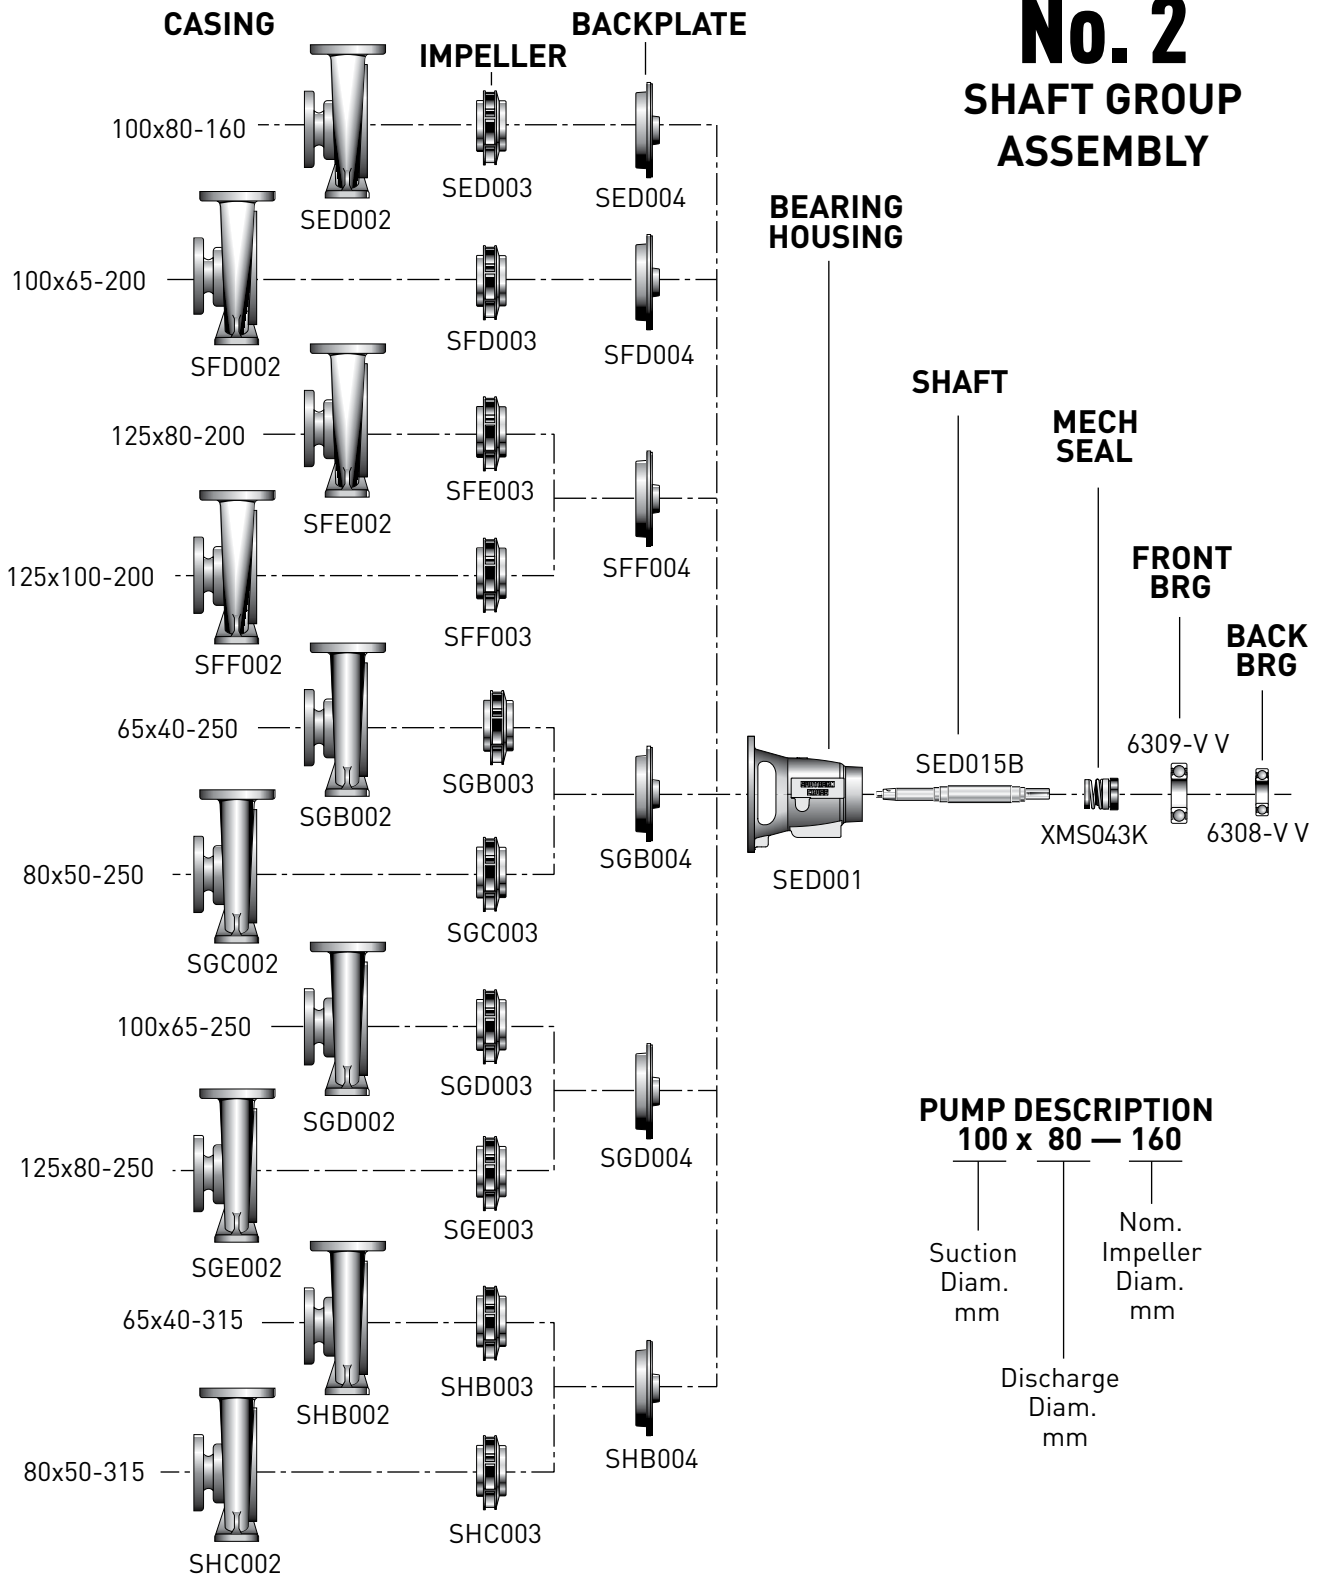 CASING
IMPELLER
BACKPLATE
No. 2
SHAFT GROUP
ASSEMBLY
100x80-160
SED002
SED003
SED004
100x65-200
SFD002
SFD003
SFD004
125x80-200
SFE002
SFE003
125x100-200
SFF002
SFF003
SFF004
65x40-250
SGB002
SGB003
80x50-250
SGC002
SGC003
SGB004
100x65-250
SGD002
SGD003
125x80-250
SGE002
SGE003
SGD004
65x40-315
SHB002
SHB003
80x50-315
SHC002
SHC003
SHB004
BEARING
HOUSING
SED001
SHAFT
SED015B
MECH
SEAL
XMS043K
FRONT
BRG
6309-V V
BACK
BRG
6308-V V
PUMP DESCRIPTION
100 x 80 — 160
Suction
Diam.
mm
Discharge
Diam.
mm
Nom.
Impeller
Diam.
mm